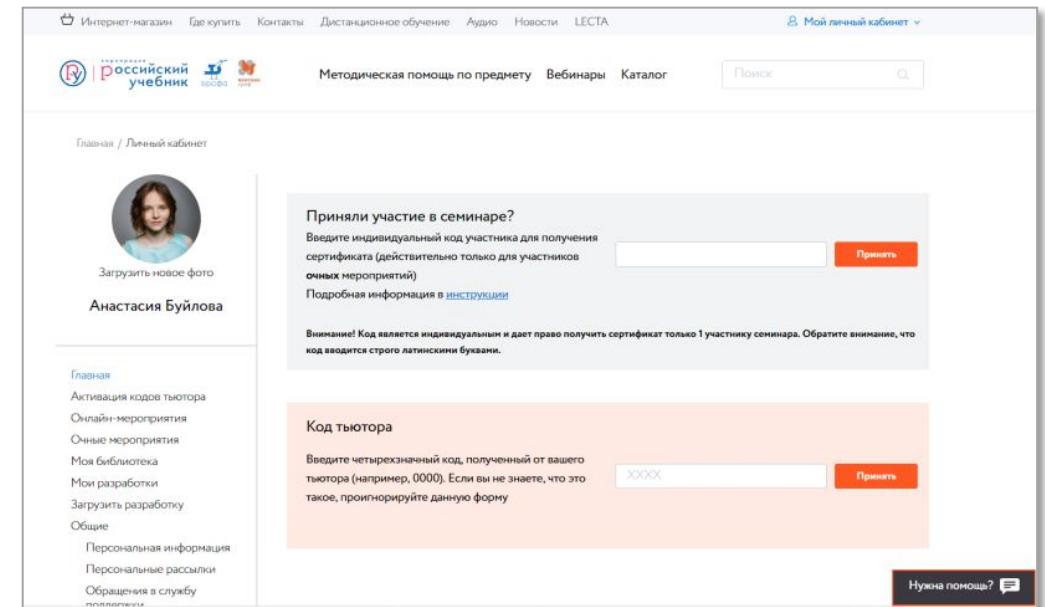 Интернет-магазин Где купить Контакты Дистанционное обучение Аудио Новости LECTA Мой личный кабинет
корпорация
российский
учебник
дрофа
Методическая помощь по предмету Вебинары Каталог Поиск
Главная / Личный кабинет
Загрузить новое фото
Анастасия Буйлова
Приняли участие в семинаре?
Введите индивидуальный код участника для получения
сертификата (действительно только для участников
очных мероприятий)
Принять
Подробная информация в инструкции
Внимание! Код является индивидуальным и дает право получить сертификат только 1 участнику семинара. Обратите внимание, что
код вводится строго латинскими буквами.
Главная
Активация кодов тьютора
Онлайн-мероприятия
Очные мероприятия
Моя библиотека
Мои разработки
Загрузить разработку
Общие
Персональная информация
Персональные рассылки
Обращения в службу
поддержки
Код тьютора
Введите четырехзначный код, полученный от вашего
тьютора (например, 0000). Если вы не знаете, что это
такое, проигнорируйте данную форму
XXXX
Принять
Нужна помощь?